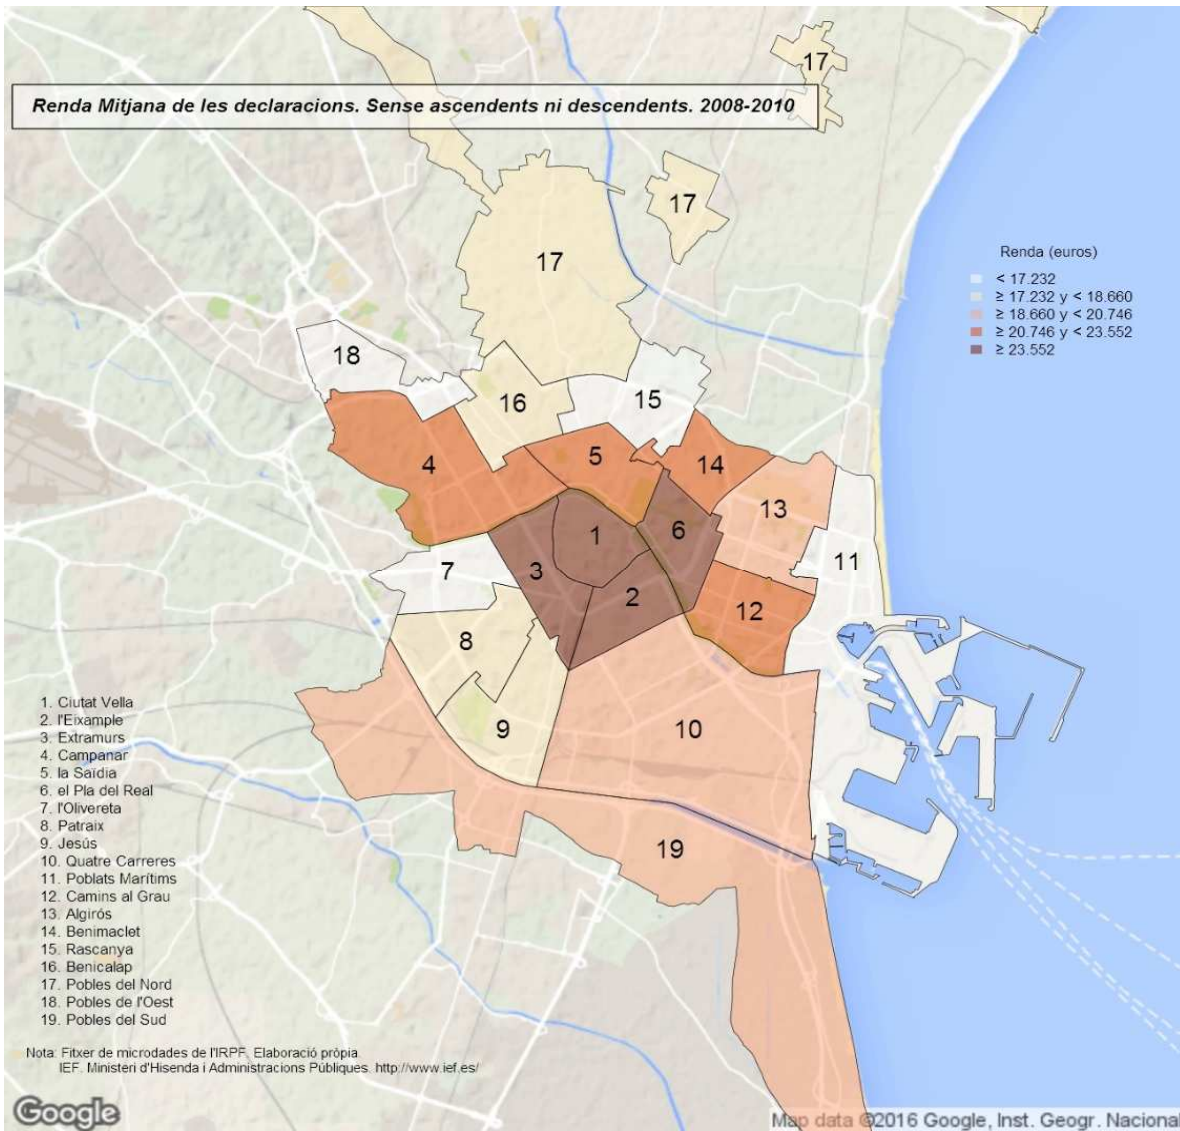 17
Renda Mitjana de les declaracions. Sense ascendents ni descendents. 2008-2010
17
17
Renda (euros)
< 17.232
≥ 17.232 y < 18.660
≥ 18.660 y < 20.746
≥ 20.746 y < 23.552
≥ 23.552
18
16
15
4
5
14
13
6
1
11
3
7
2
12
8
9
10
19
1. Ciutat Vella
2. l'Eixample
3. Extramurs
4. Campanar
5. la Saïdia
6. el Pla del Real
7. l'Olivereta
8. Patraix
9. Jesús
10. Quatre Carreres
11. Poblats Marítims
12. Camins al Grau
13. Algirós
14. Benimaclet
15. Rascanya
16. Benicalap
17. Pobles del Nord
18. Pobles de l'Oest
19. Pobles del Sud
Nota: Fitxer de microdades de l'IRPF. Elaboració pròpia.
IEF. Ministeri d'Hisenda i Administracions Públiques. http://www.ief.es/
Google
Map data ©2016 Google, Inst. Geogr. Nacional